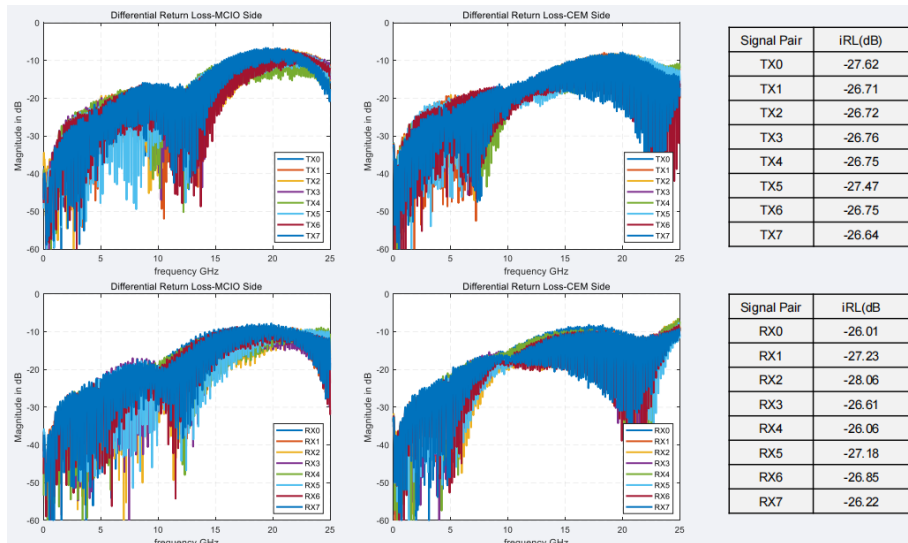 Differential Return Loss-MCIO Side
0
-10
-20
-30
-40
-50
-60
Magnitude in dB
TX0
TX1
TX2
TX3
TX4
TX5
TX6
TX7
0 5 10 15 20 25
frequency GHz
Differential Return Loss-CEM Side
0
-10
-20
-30
-40
-50
-60
Magnitude in dB
TX0
TX1
TX2
TX3
TX4
TX5
TX6
TX7
0 5 10 15 20 25
frequency GHz
Signal Pair iRL(dB)
TX0 -27.62
TX1 -26.71
TX2 -26.72
TX3 -26.76
TX4 -26.75
TX5 -27.47
TX6 -26.75
TX7 -26.64
Differential Return Loss-MCIO Side
0
-10
-20
-30
-40
-50
-60
Magnitude in dB
RX0
RX1
RX2
RX3
RX4
RX5
RX6
RX7
0 5 10 15 20 25
frequency GHz
Differential Return Loss-CEM Side
0
-10
-20
-30
-40
-50
-60
Magnitude in dB
RX0
RX1
RX2
RX3
RX4
RX5
RX6
RX7
0 5 10 15 20 25
frequency GHz
Signal Pair iRL(dB
RX0 -26.01
RX1 -27.23
RX2 -28.06
RX3 -26.61
RX4 -26.06
RX5 -27.18
RX6 -26.85
RX7 -26.22